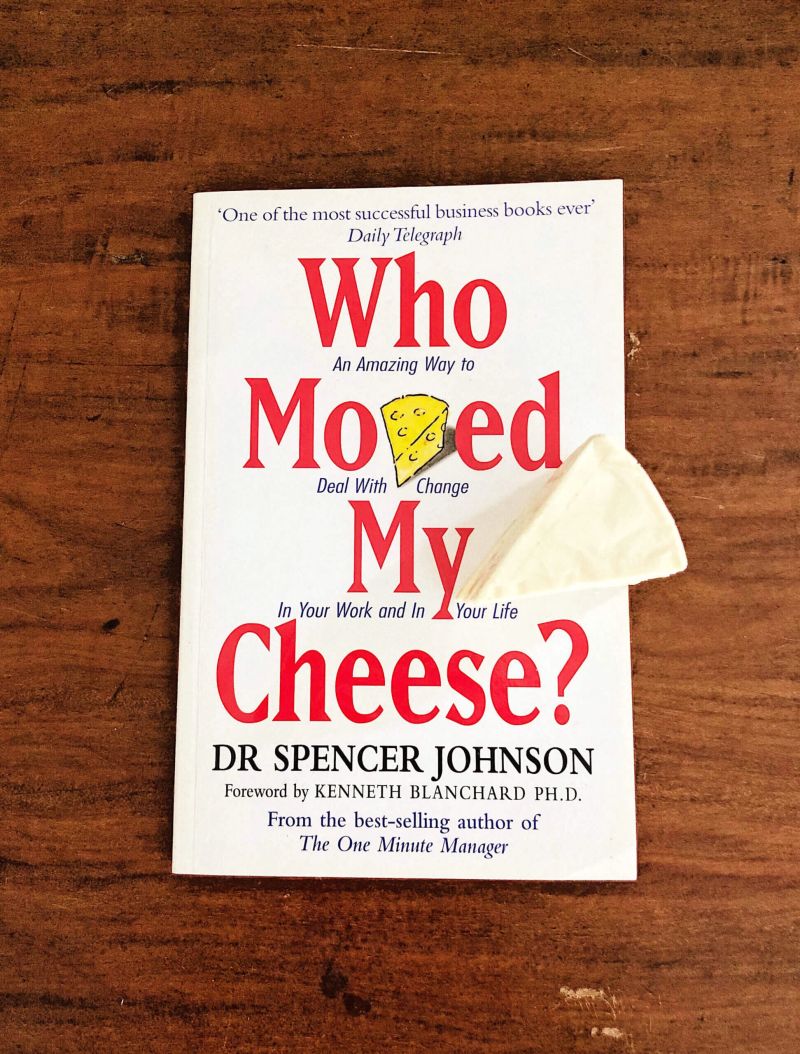 'One of the most successful business books ever'
Daily Telegraph
Who
An Amazing Way to
Moved
Deal With Change
My
In Your Work and In Your Life
Cheese?
DR SPENCER JOHNSON
Foreword by KENNETH BLANCHARD PH.D.
From the best-selling author of
The One Minute Manager